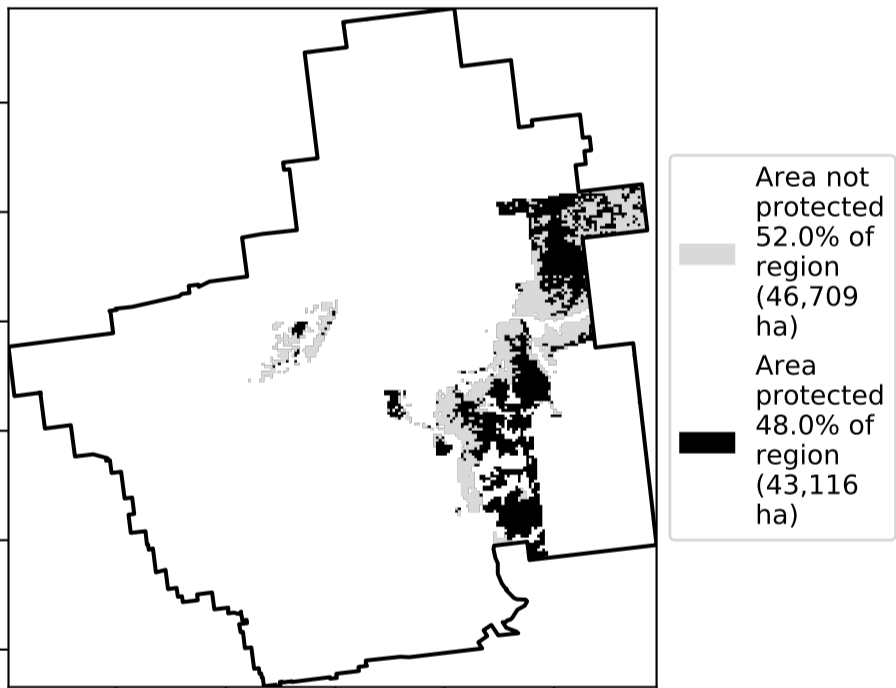 Area not
protected
52.0% of
region
(46,709
ha)
Area
protected
48.0% of
region
(43,116
ha)